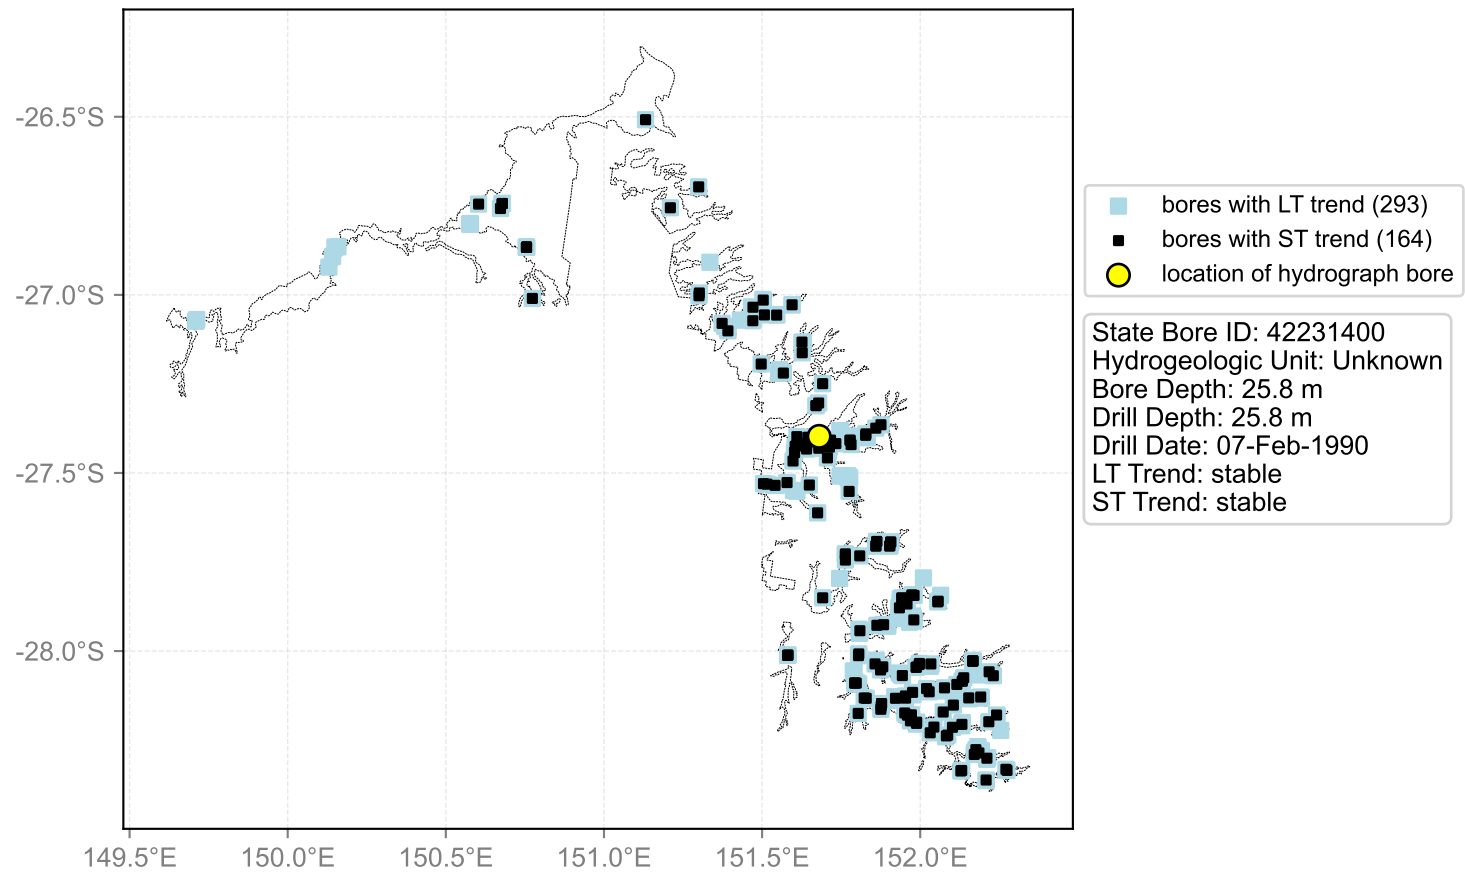 -26.5°S
-27.0°S
-27.5°S
-28.0°S
149.5°E
150.0°E
150.5°E
151.0°E
151.5°E
152.0°E
bores with LT trend (293)
bores with ST trend (164)
location of hydrograph bore
State Bore ID: 42231400
Hydrogeologic Unit: Unknown
Bore Depth: 25.8 m
Drill Depth: 25.8 m
Drill Date: 07-Feb-1990
LT Trend: stable
ST Trend: stable